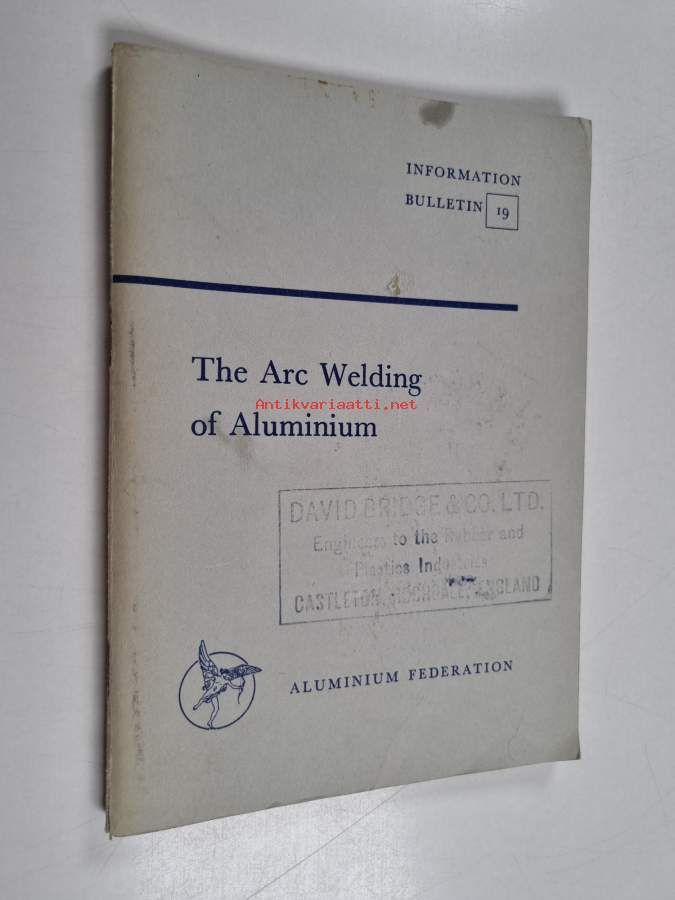 INFORMATION
BULLETIN 19
The Arc Welding
Antikvariaatti.net
of Aluminium
DAVID BRIDGE & CO. LTD.
Engineers to the Rubber and
Plastics Industries
CASTLETON, ROCHDALE, ENGLAND
ALUMINIUM FEDERATION